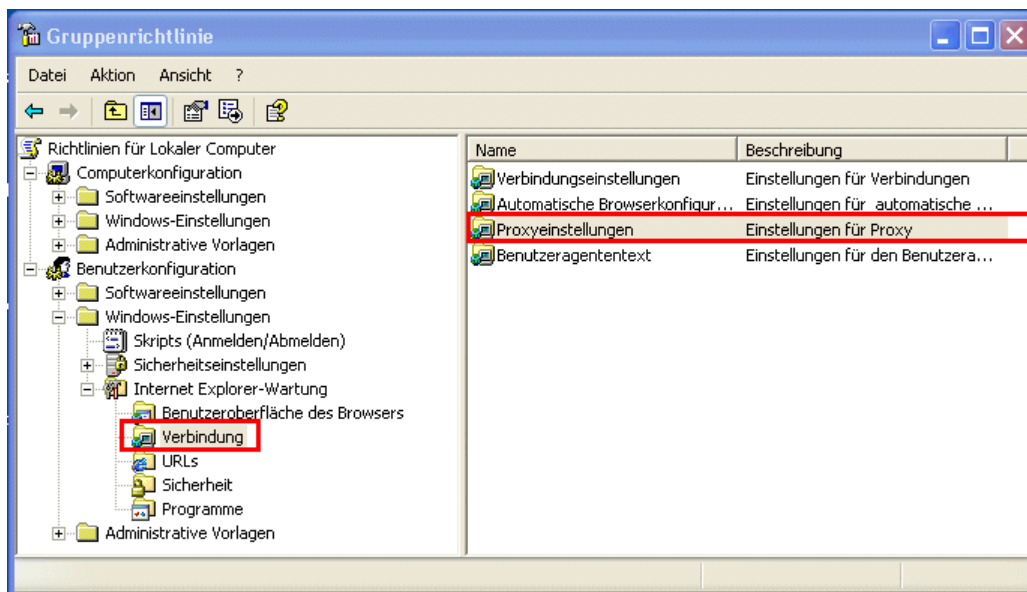 Gruppenrichtlinie
Datei Aktion Ansicht ?
Richtlinien für Lokaler Computer
Computerkonfiguration
Softwareeinstellungen
Windows-Einstellungen
Administrative Vorlagen
Benutzerkonfiguration
Softwareeinstellungen
Windows-Einstellungen
Skripts (Anmelden/Abmelden)
Sicherheitseinstellungen
Internet Explorer-Wartung
Benutzeroberfläche des Browsers
Verbindung
URLs
Sicherheit
Programme
Administrative Vorlagen
Name Beschreibung
Verbindungseinstellungen Einstellungen für Verbindungen
Automatische Browserkonfigur... Einstellungen für automatische ...
Proxyeinstellungen Einstellungen für Proxy
Benutzeragententext Einstellungen für den Benutzera...